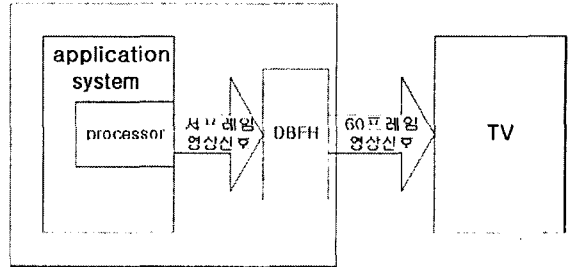 application
system
processor
저프레임
영상신호
DBFH
60프레임
영상신호
TV